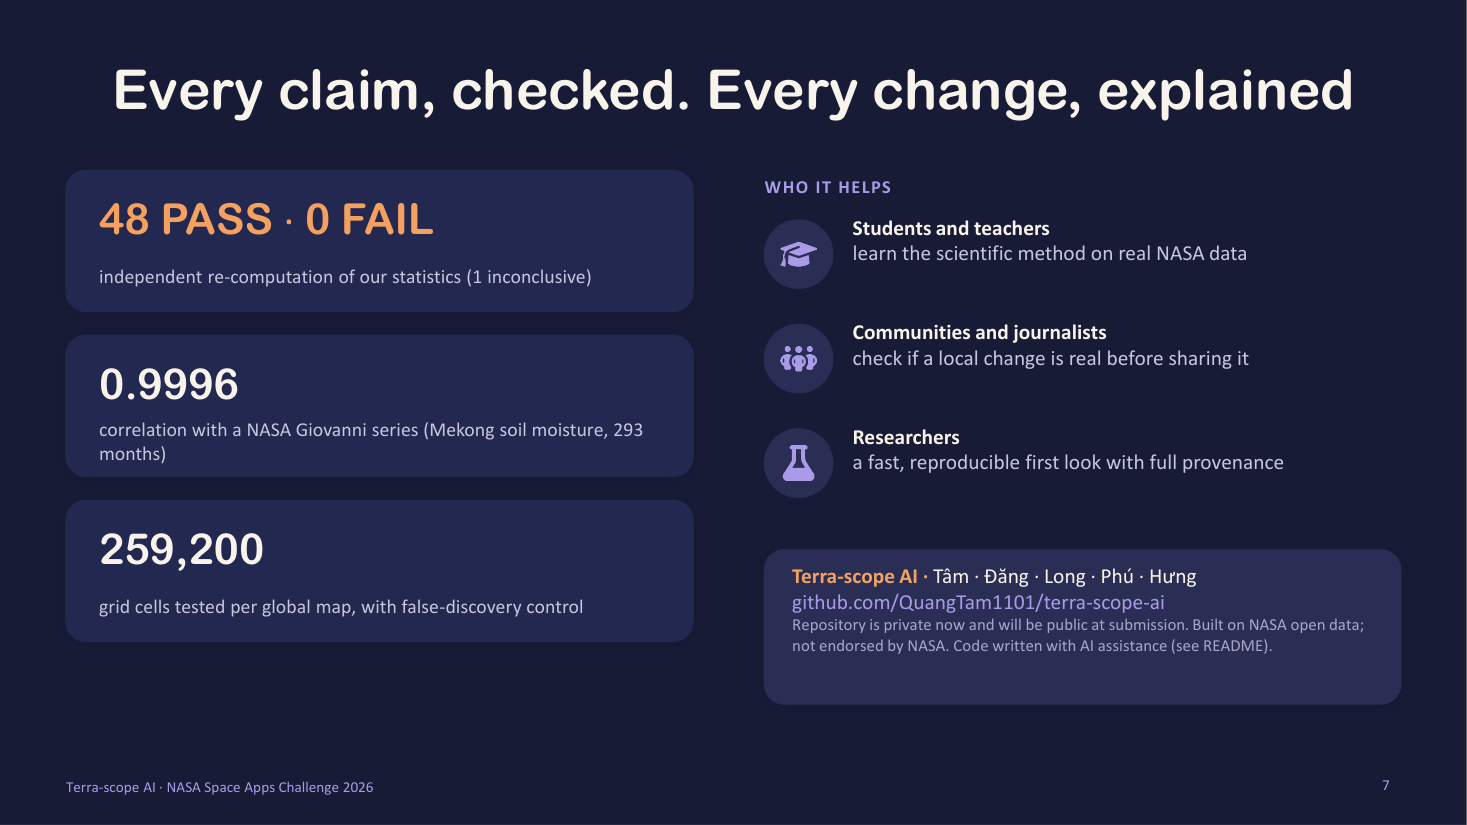 Every claim, checked. Every change, explained
48 PASS · 0 FAIL
independent re-computation of our statistics (1 inconclusive)
0.9996
correlation with a NASA Giovanni series (Mekong soil moisture, 293
months)
259,200
grid cells tested per global map, with false-discovery control
WHO IT HELPS
Students and teachers
learn the scientific method on real NASA data
Communities and journalists
check if a local change is real before sharing it
Researchers
a fast, reproducible first look with full provenance
Terra-scope AI · Tâm · Đăng · Long · Phú · Hưng
github.com/QuangTam1101/terra-scope-ai
Repository is private now and will be public at submission. Built on NASA open data;
not endorsed by NASA. Code written with AI assistance (see README).
Terra-scope AI · NASA Space Apps Challenge 2026
7